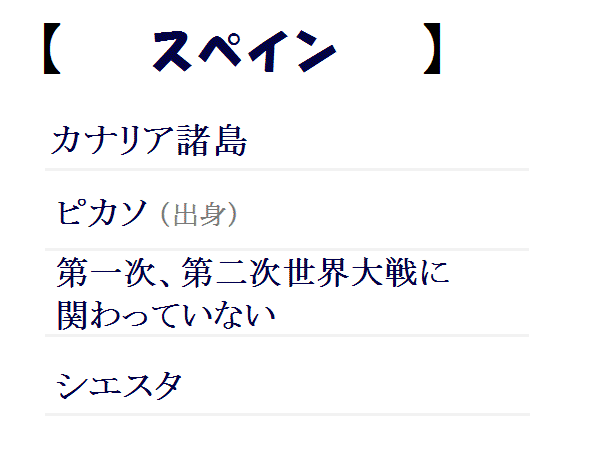 【 スペイン 】
カナリア諸島
ピカソ（出身）
第一次、第二次世界大戦に
関わっていない
シエスタ